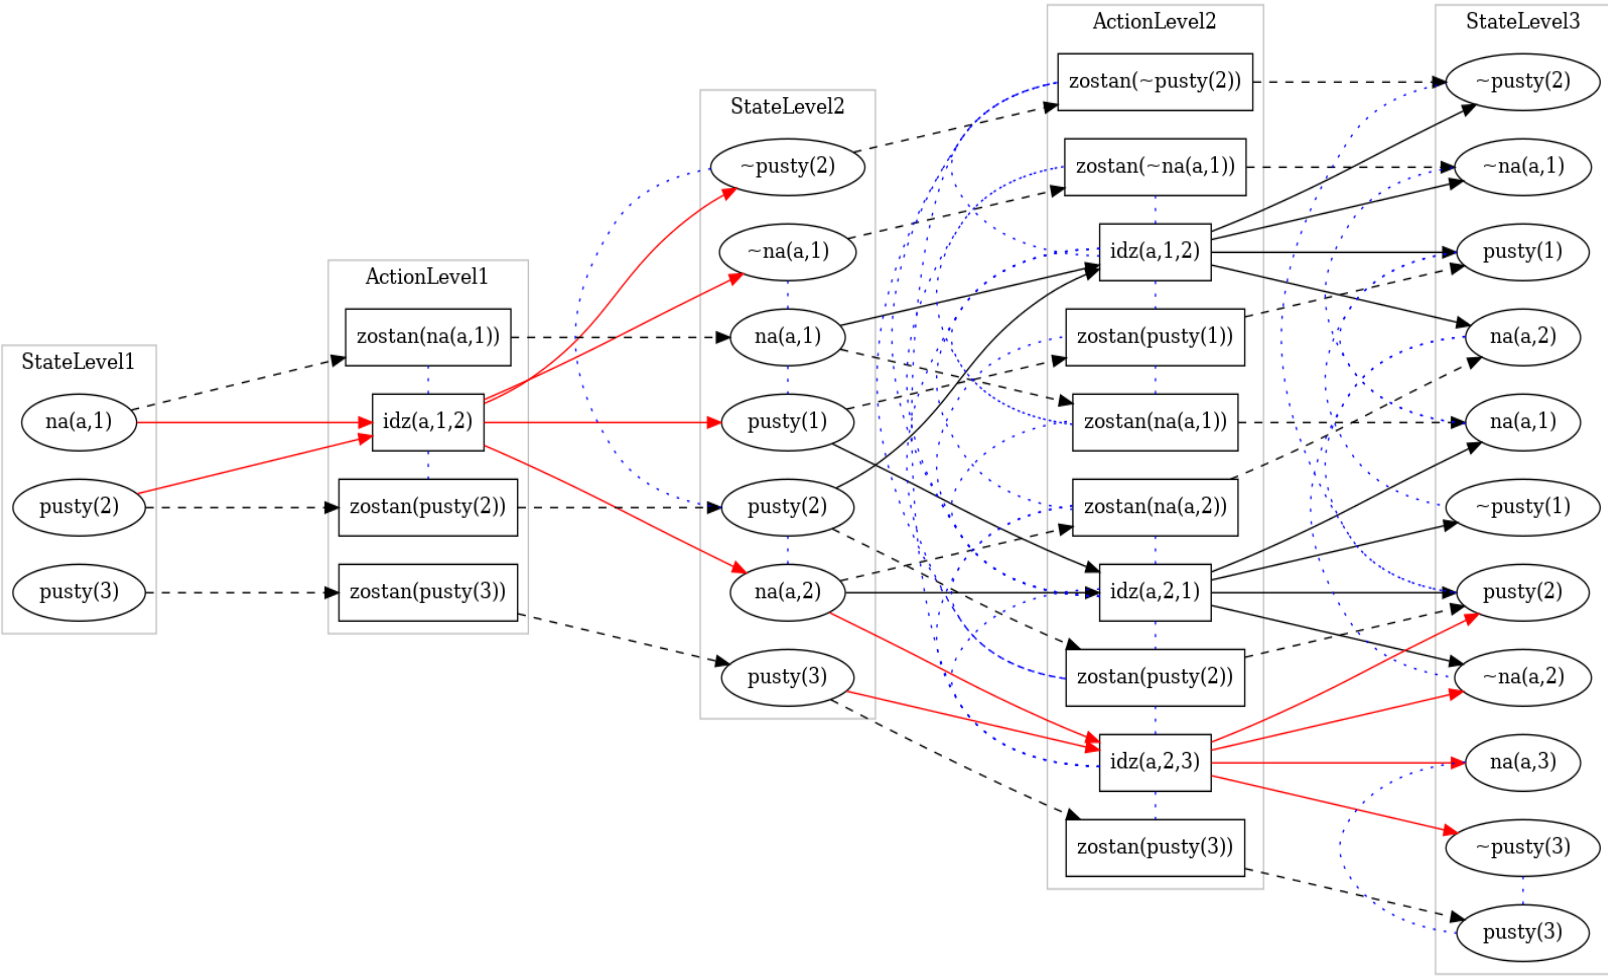 StateLevel1
na(a,1)
pusty(2)
pusty(3)
ActionLevel1
zostan(na(a,1))
idz(a,1,2)
zostan(pusty(2))
zostan(pusty(3))
StateLevel2
~pusty(2)
~na(a,1)
na(a,1)
pusty(1)
pusty(2)
na(a,2)
pusty(3)
ActionLevel2
zostan(~pusty(2))
zostan(~na(a,1))
idz(a,1,2)
zostan(pusty(1))
zostan(na(a,1))
zostan(na(a,2))
idz(a,2,1)
zostan(pusty(2))
idz(a,2,3)
zostan(pusty(3))
StateLevel3
~pusty(2)
~na(a,1)
pusty(1)
na(a,2)
na(a,1)
~pusty(1)
pusty(2)
~na(a,2)
na(a,3)
~pusty(3)
pusty(3)